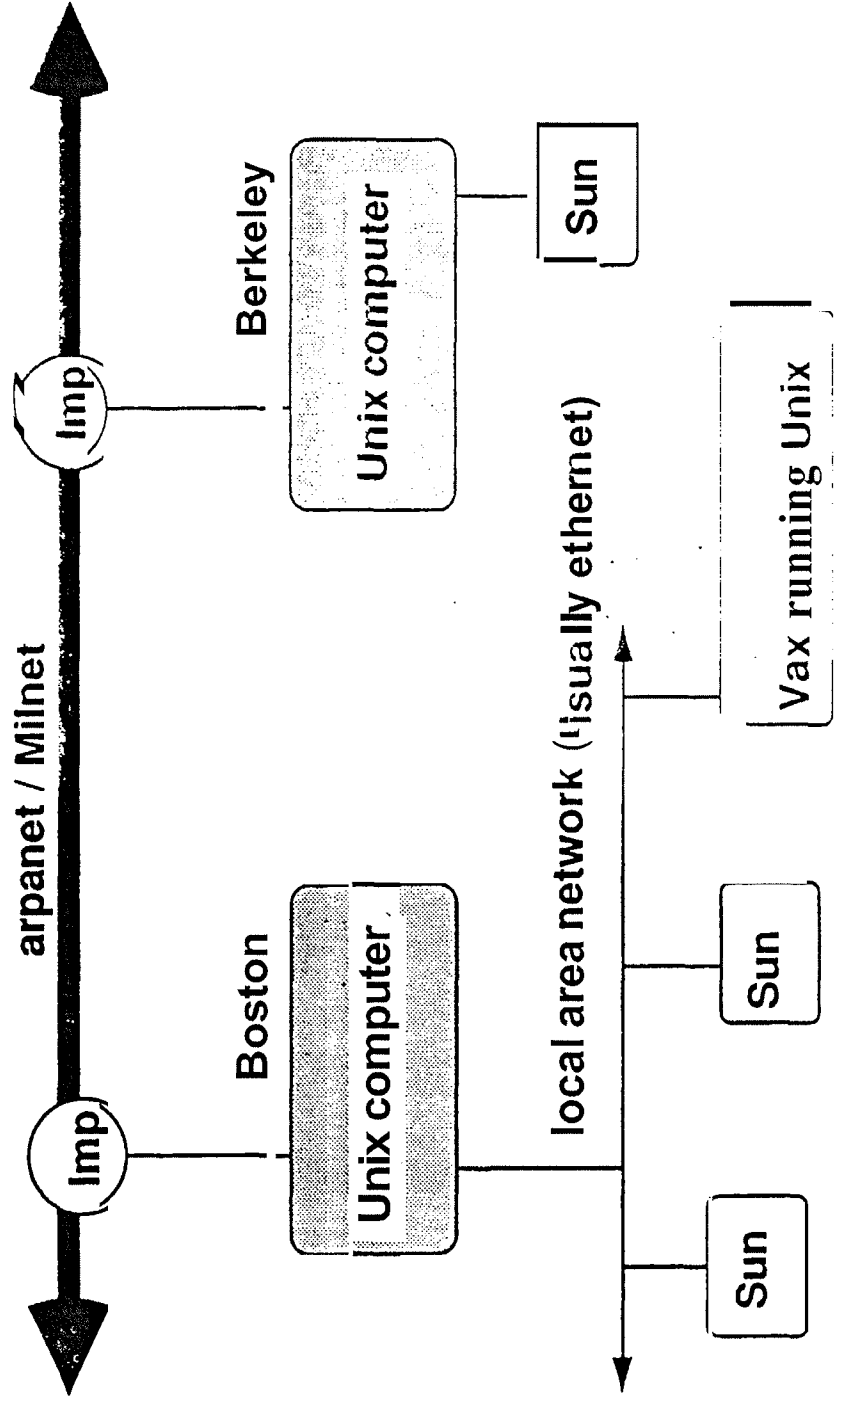 arpanet / Milnet
Imp
Imp
Boston
Berkeley
Unix computer
Unix computer
Sun
local area network (usually ethernet)
Sun
Sun
Vax running Unix